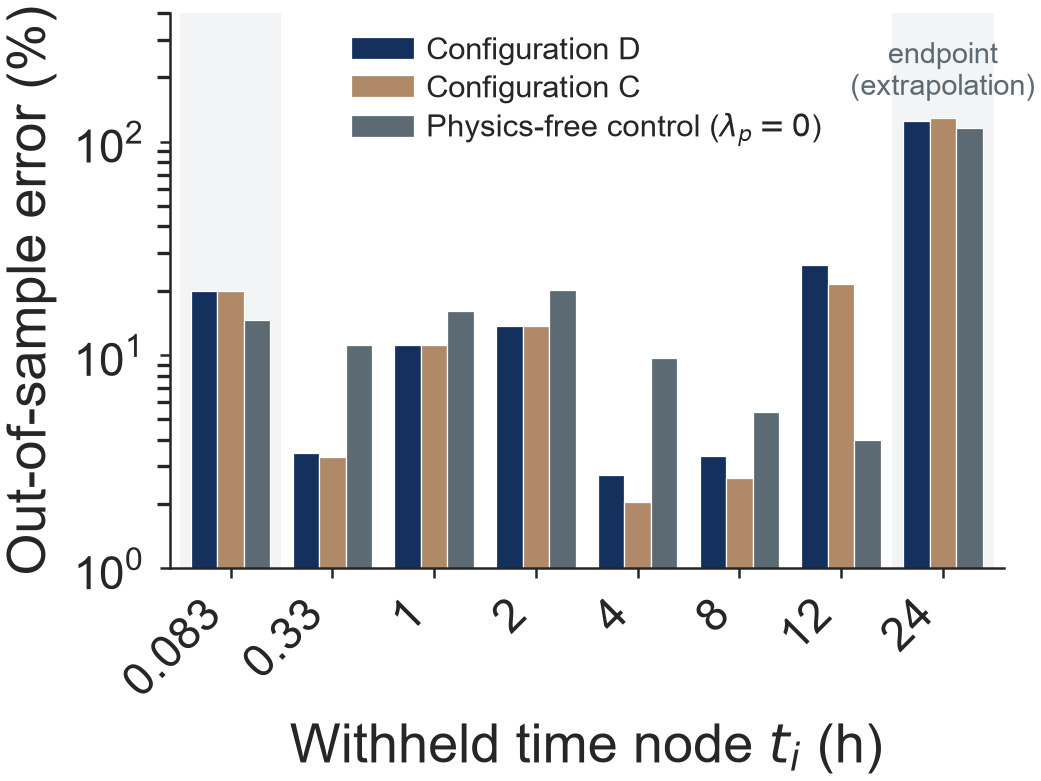 Out-of-sample error (%)
10²
10¹
10⁰
Configuration D
Configuration C
Physics-free control (λₚ = 0)
endpoint
(extrapolation)
0.083
0.33
1
2
4
8
12
24
Withheld time node tᵢ (h)